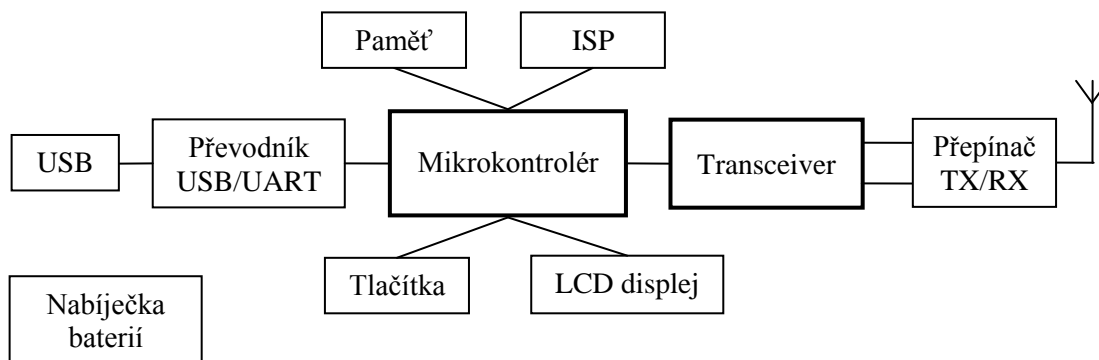 Paměť
ISP
USB
Převodník
USB/UART
Mikrokontrolér
Transceiver
Přepínač
TX/RX
Tlačítka
LCD displej
Nabíječka
baterií